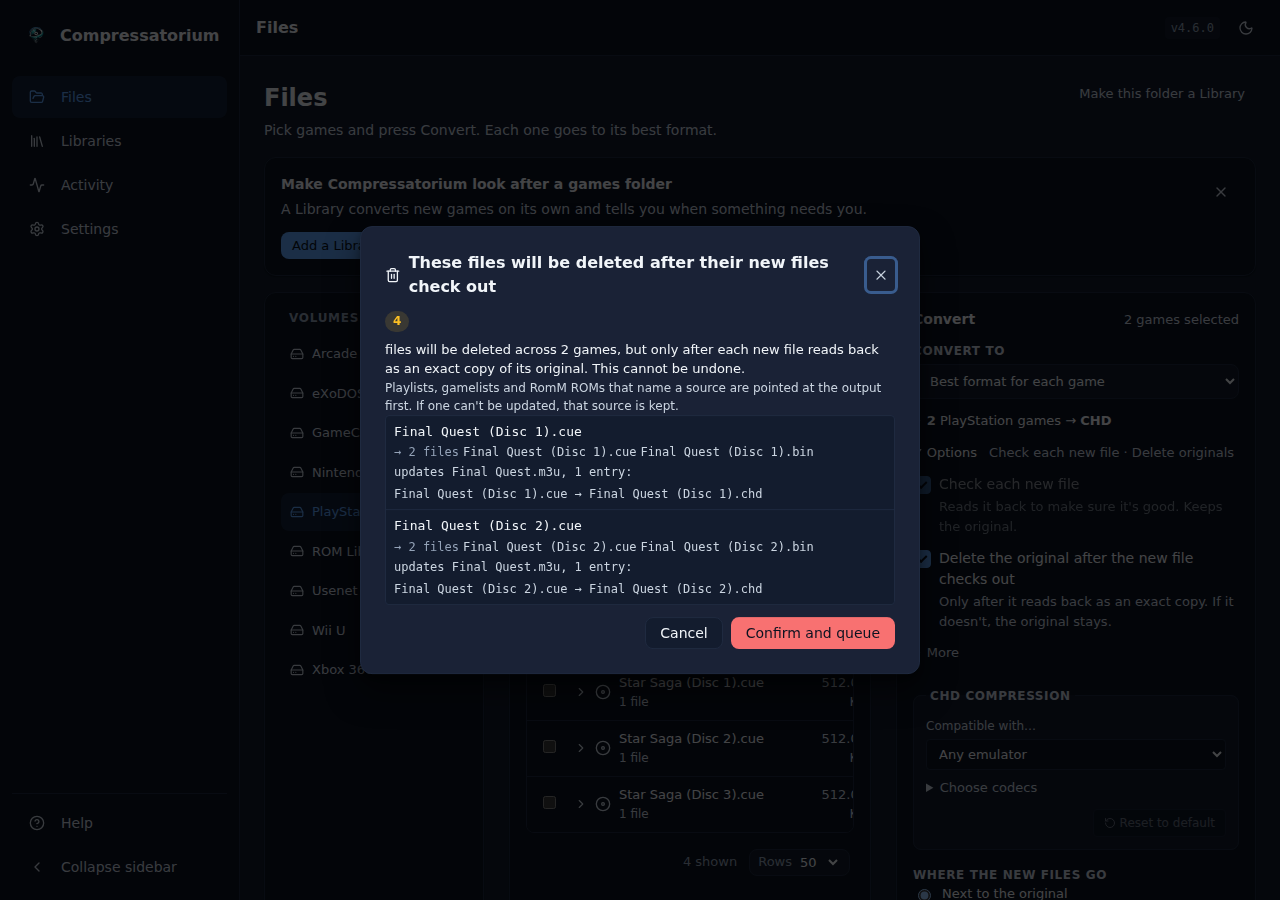 Compressatorium
Files
v4.6.0
Files
Libraries
Activity
Settings
Files
Make this folder a Library
Pick games and press Convert. Each one goes to its best format.
Make Compressatorium look after a games folder
A Library converts new games on its own and tells you when something needs you.
Add a Libra
These files will be deleted after their new files
check out
4
files will be deleted across 2 games, but only after each new file reads back
as an exact copy of its original. This cannot be undone.
Playlists, gamelists and RomM ROMs that name a source are pointed at the output
first. If one can't be updated, that source is kept.
Final Quest (Disc 1).cue
→ 2 files Final Quest (Disc 1).cue Final Quest (Disc 1).bin
updates Final Quest.m3u, 1 entry:
Final Quest (Disc 1).cue → Final Quest (Disc 1).chd
Final Quest (Disc 2).cue
→ 2 files Final Quest (Disc 2).cue Final Quest (Disc 2).bin
updates Final Quest.m3u, 1 entry:
Final Quest (Disc 2).cue → Final Quest (Disc 2).chd
Cancel
Confirm and queue
VOLUMES
Arcade
eXoDOS
GameC
Ninten
PlaySta
ROM Lib
Usenet
Wii U
Xbox 36
Star Saga (Disc 1).cue
512.
1 file
Star Saga (Disc 2).cue
512.
1 file
Star Saga (Disc 3).cue
512.
1 file
4 shown
Rows 50
Convert
2 games selected
CONVERT TO
Best format for each game
2 PlayStation games → CHD
Options
Check each new file · Delete originals
Check each new file
Reads it back to make sure it's good. Keeps
the original.
Delete the original after the new file
checks out
Only after it reads back as an exact copy. If it
doesn't, the original stays.
More
CHD COMPRESSION
Compatible with...
Any emulator
Choose codecs
Reset to default
WHERE THE NEW FILES GO
Next to the original
Help
Collapse sidebar